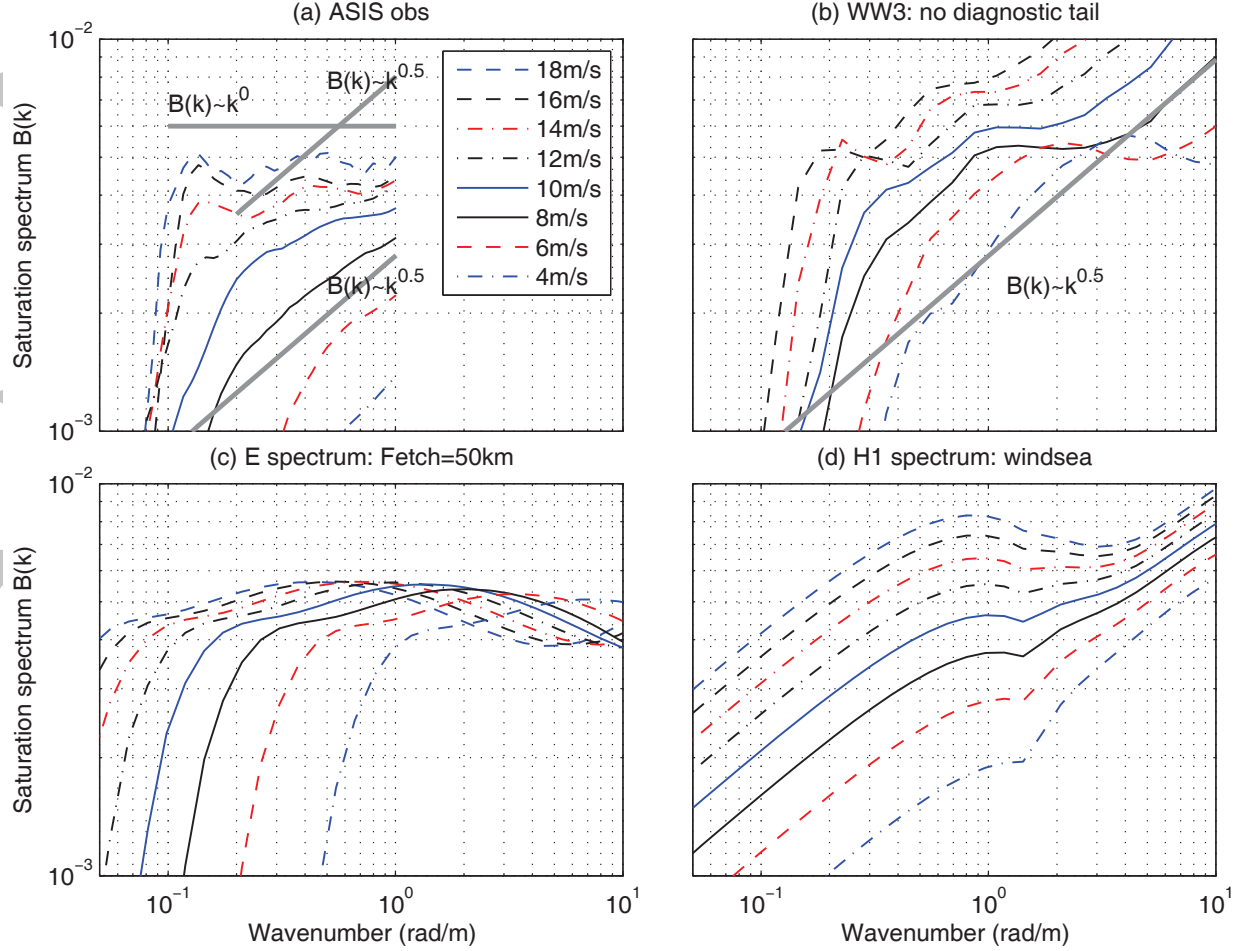 (a) ASIS obs
(b) WW3: no diagnostic tail
10^-2
B(k)~k^0
B(k)~k^0.5
B(k)~k^0.5
18m/s
16m/s
14m/s
12m/s
10m/s
8m/s
6m/s
4m/s
B(k)~k^0.5
Saturation spectrum B(k)
10^-3
(c) E spectrum: Fetch=50km
(d) H1 spectrum: windsea
10^-2
Saturation spectrum B(k)
10^-3
10^-1
10^0
10^1
10^-1
10^0
10^1
Wavenumber (rad/m)
Wavenumber (rad/m)